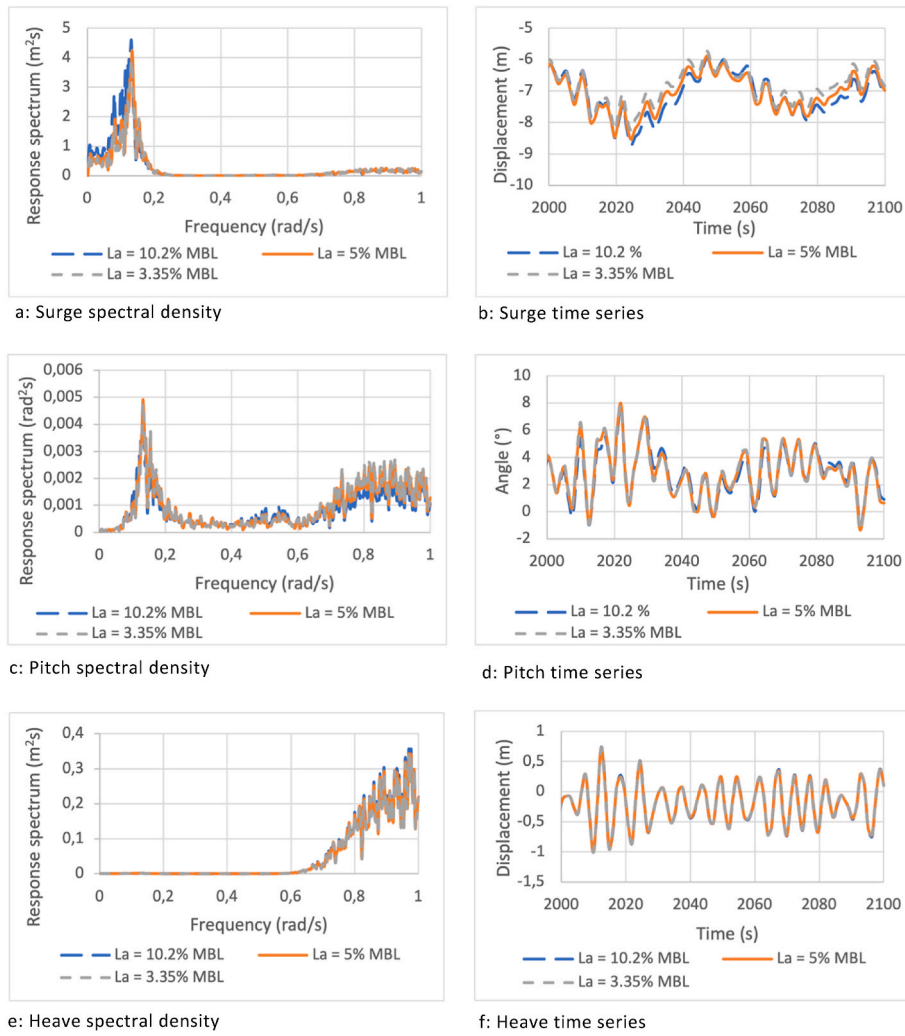 Response spectrum (m²s)
5
4
3
2
1
0
0 0,2 0,4 0,6 0,8 1
Frequency (rad/s)
La = 10.2% MBL La = 5% MBL
La = 3.35% MBL
a: Surge spectral density
Displacement (m)
-5
-6
-7
-8
-9
-10
2000 2020 2040 2060 2080 2100
Time (s)
La = 10.2 % La = 5% MBL
La = 3.35% MBL
b: Surge time series
Response spectrum (rad²s)
0,006
0,005
0,004
0,003
0,002
0,001
0
0 0,2 0,4 0,6 0,8 1
Frequency (rad/s)
La = 10.2% MBL La = 5% MBL
La = 3.35% MBL
c: Pitch spectral density
Angle (°)
10
8
6
4
2
0
-2
2000 2020 2040 2060 2080 2100
Time (s)
La = 10.2 % La = 5% MBL
La = 3.35% MBL
d: Pitch time series
Response spectrum (m²s)
0,4
0,3
0,2
0,1
0
0 0,2 0,4 0,6 0,8 1
Frequency (rad/s)
La = 10.2% MBL La = 5% MBL
La = 3.35% MBL
e: Heave spectral density
Displacement (m)
1
0,5
0
-0,5
-1
-1,5
2000 2020 2040 2060 2080 2100
Time (s)
La = 10.2% MBL La = 5% MBL
La = 3.35% MBL
f: Heave time series